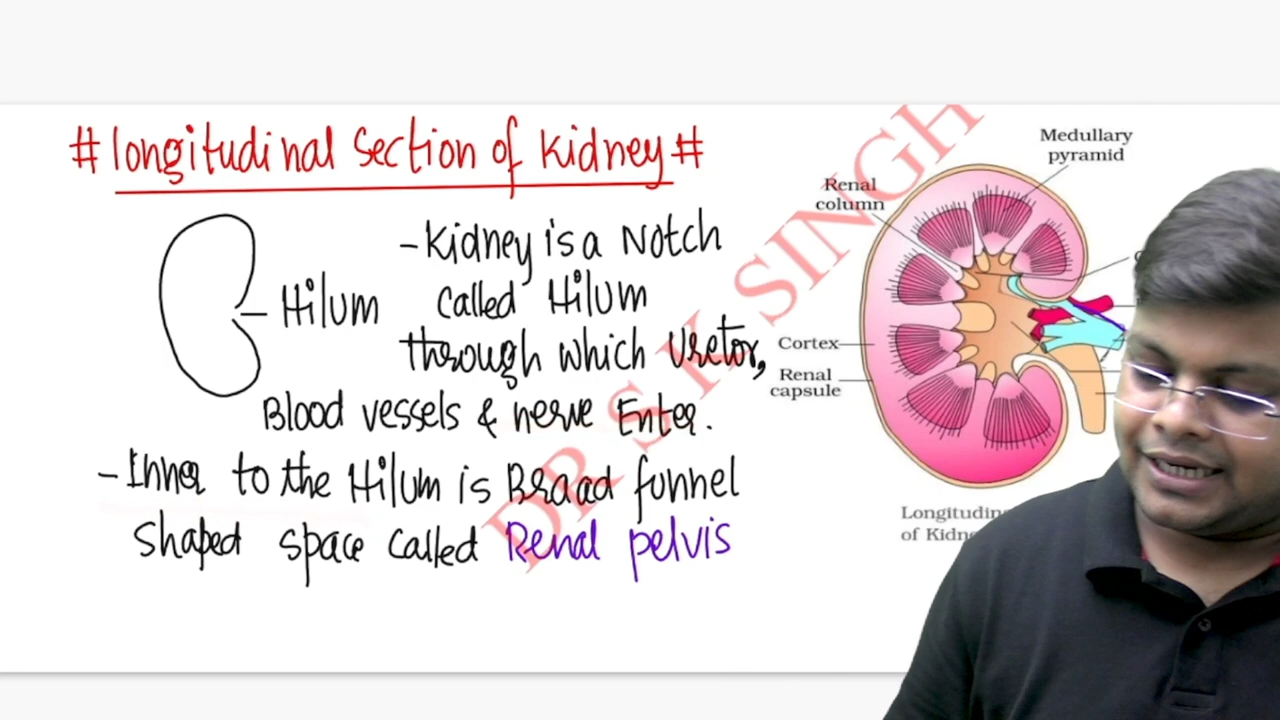 # Longitudinal Section of Kidney #
- Kidney is a Notch
Hilum called Hilum
through which Uretor,
Blood vessels & nerve Enter.
- Inner to the Hilum is Broad funnel
shaped space called Renal pelvis
DR S K SINGH
Medullary
pyramid
Renal
column
Cortex
Renal
capsule
Longitudin
of Kidne